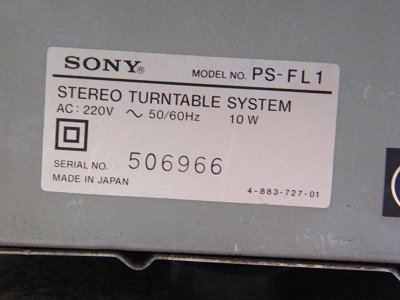 SONY® MODEL NO. PS-FL1
STEREO TURNTABLE SYSTEM
AC: 220V ~ 50/60Hz 10 W
SERIAL NO. 506966
MADE IN JAPAN 4-883-727-01